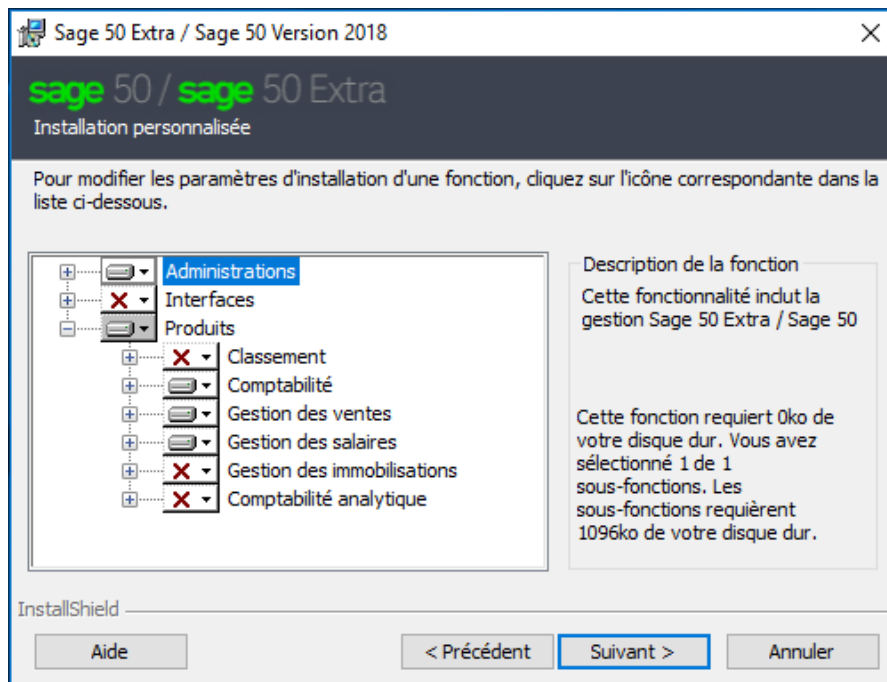 Sage 50 Extra / Sage 50 Version 2018
sage 50 / sage 50 Extra
Installation personnalisée
Pour modifier les paramètres d'installation d'une fonction, cliquez sur l'icône correspondante dans la
liste ci-dessous.
Administrations
Interfaces
Produits
Classement
Comptabilité
Gestion des ventes
Gestion des salaires
Gestion des immobilisations
Comptabilité analytique
Description de la fonction
Cette fonctionnalité inclut la
gestion Sage 50 Extra / Sage 50
Cette fonction requiert 0ko de
votre disque dur. Vous avez
sélectionné 1 de 1
sous-fonctions. Les
sous-fonctions requièrent
1096ko de votre disque dur.
InstallShield
Aide
< Précédent
Suivant >
Annuler